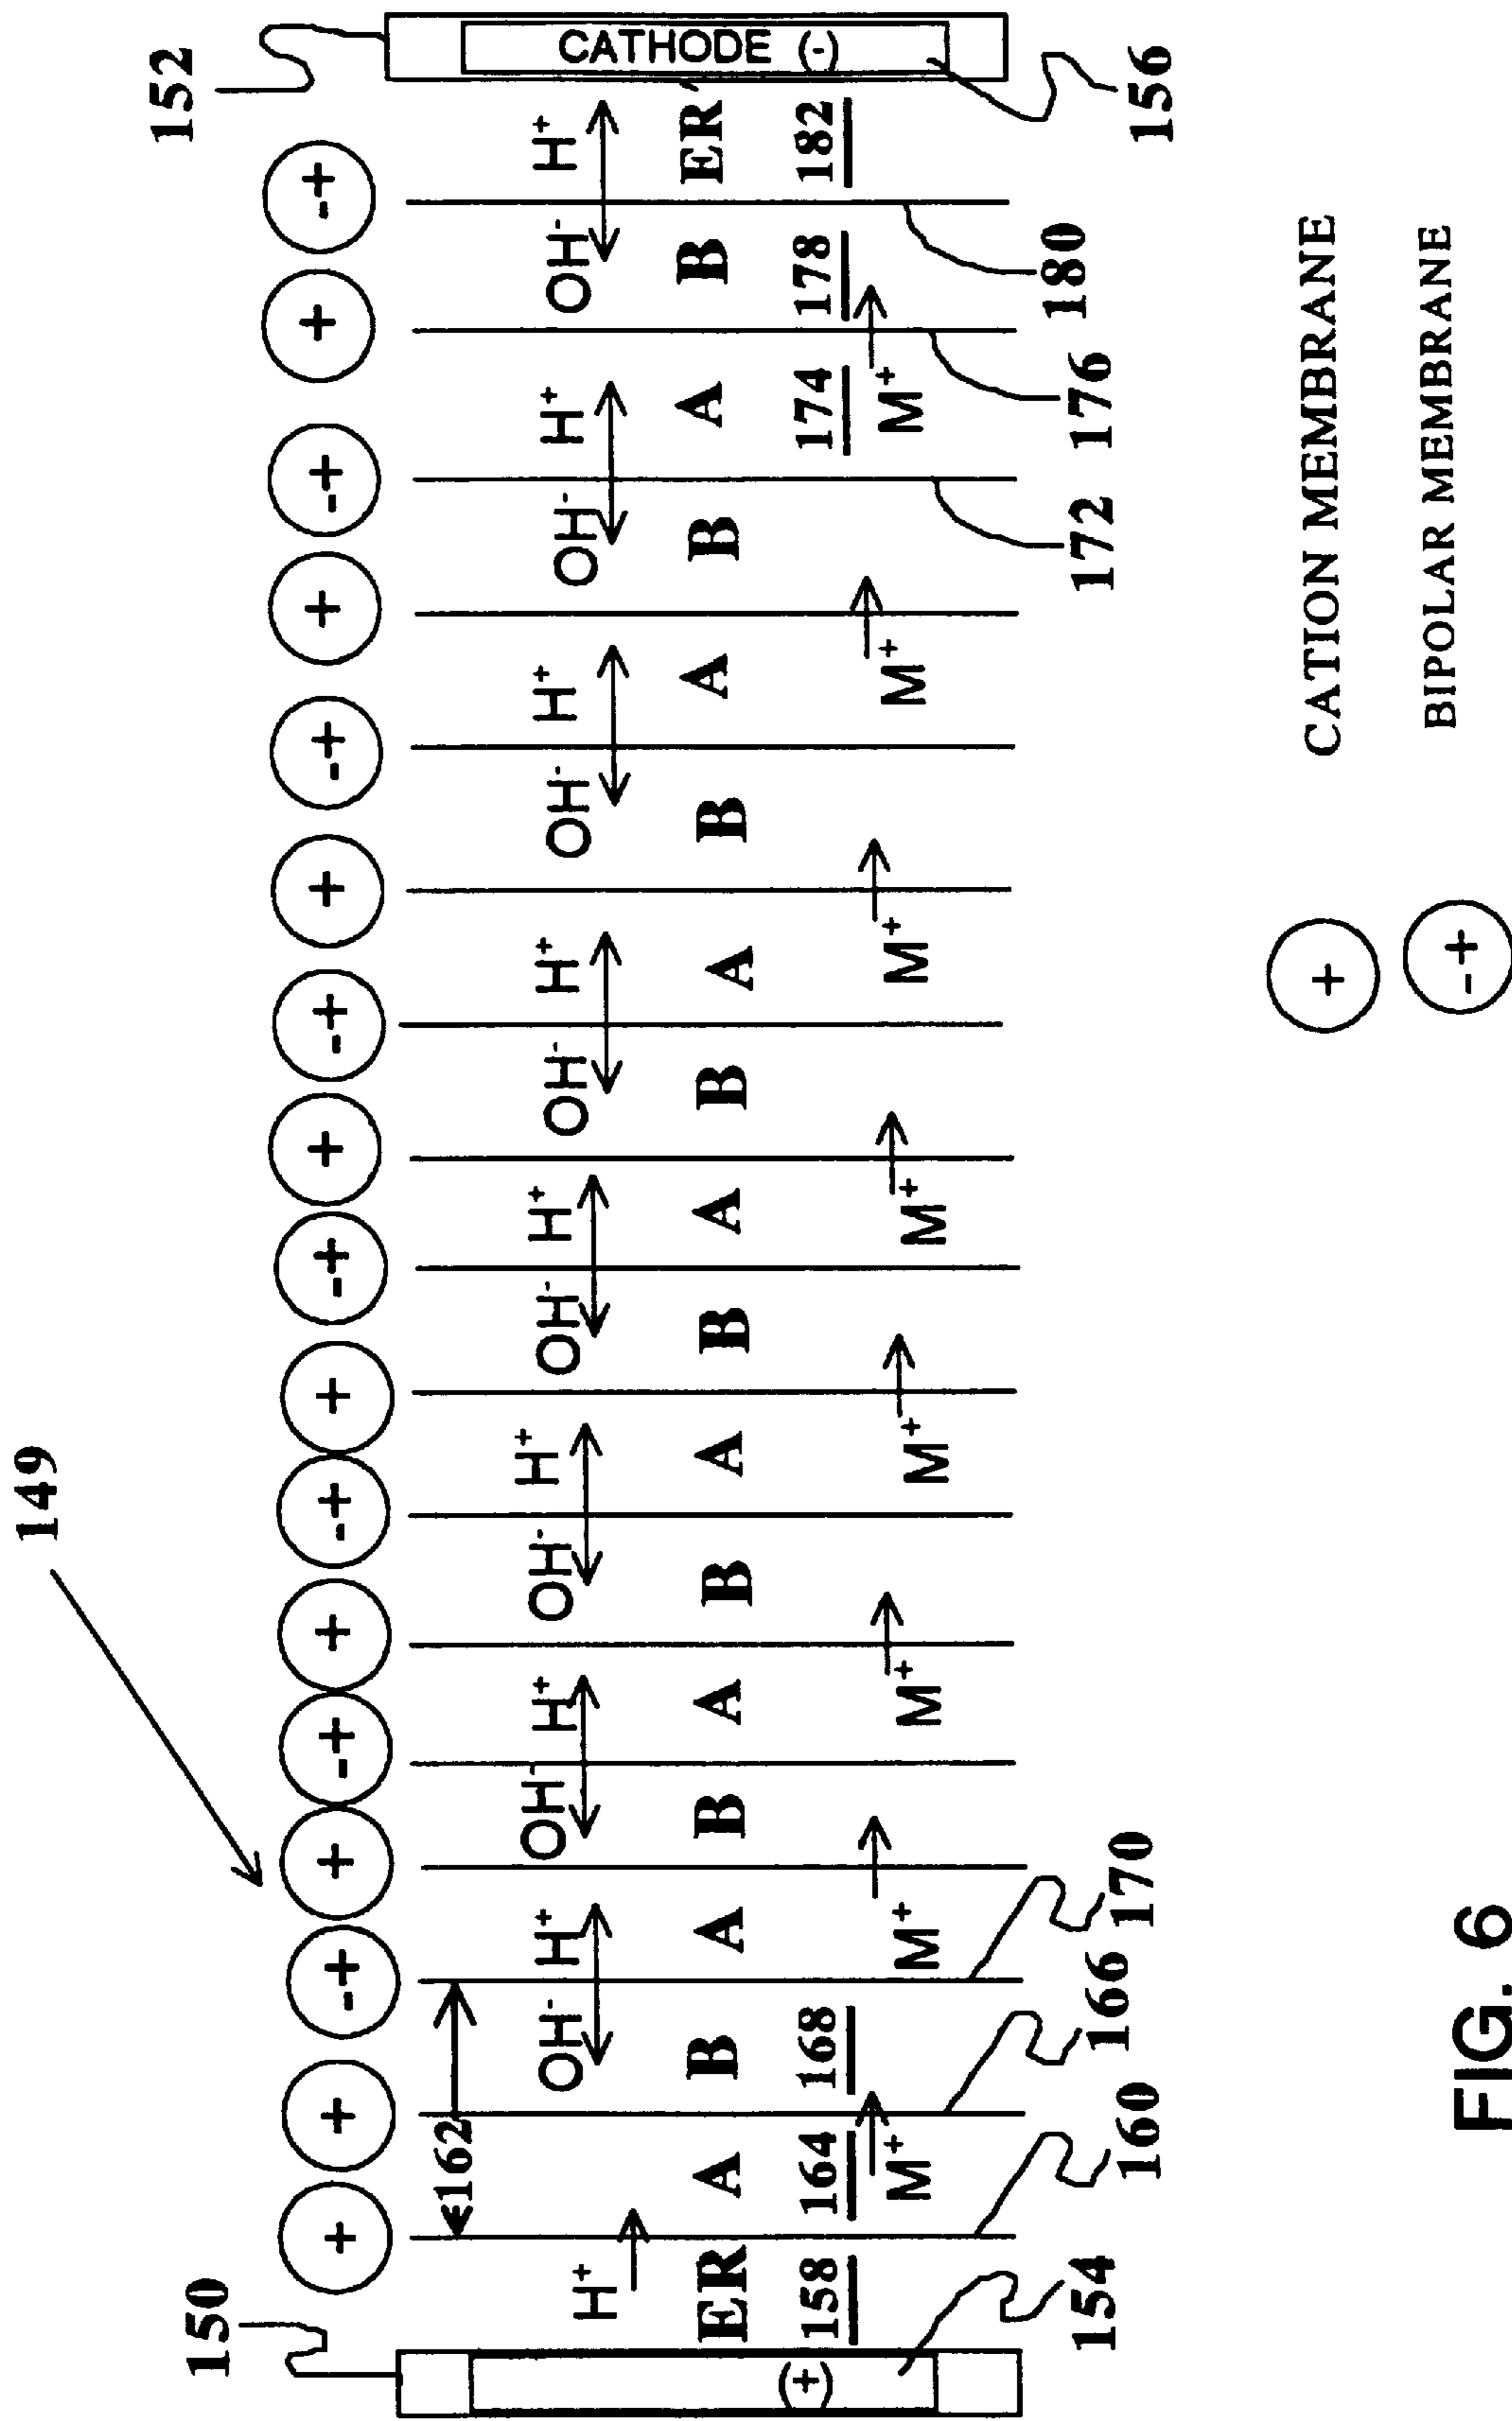 149
150 152
+ + -+ + -+ + -+ + -+ + -+ + -+ + -+ + -+
162
H+ OH- H+ OH- H+ OH- H+ OH- H+ OH- H+ OH- H+ OH- H+ OH- H+
CATHODE (-)
ER A B A B A B A B A B A B A B A B ER
(+)
158 164 168 174 178 182
M+ M+ M+ M+ M+ M+ M+ M+
154 160 166 170 172 176 180 156
+ CATION MEMBRANE
-+ BIPOLAR MEMBRANE
FIG. 6